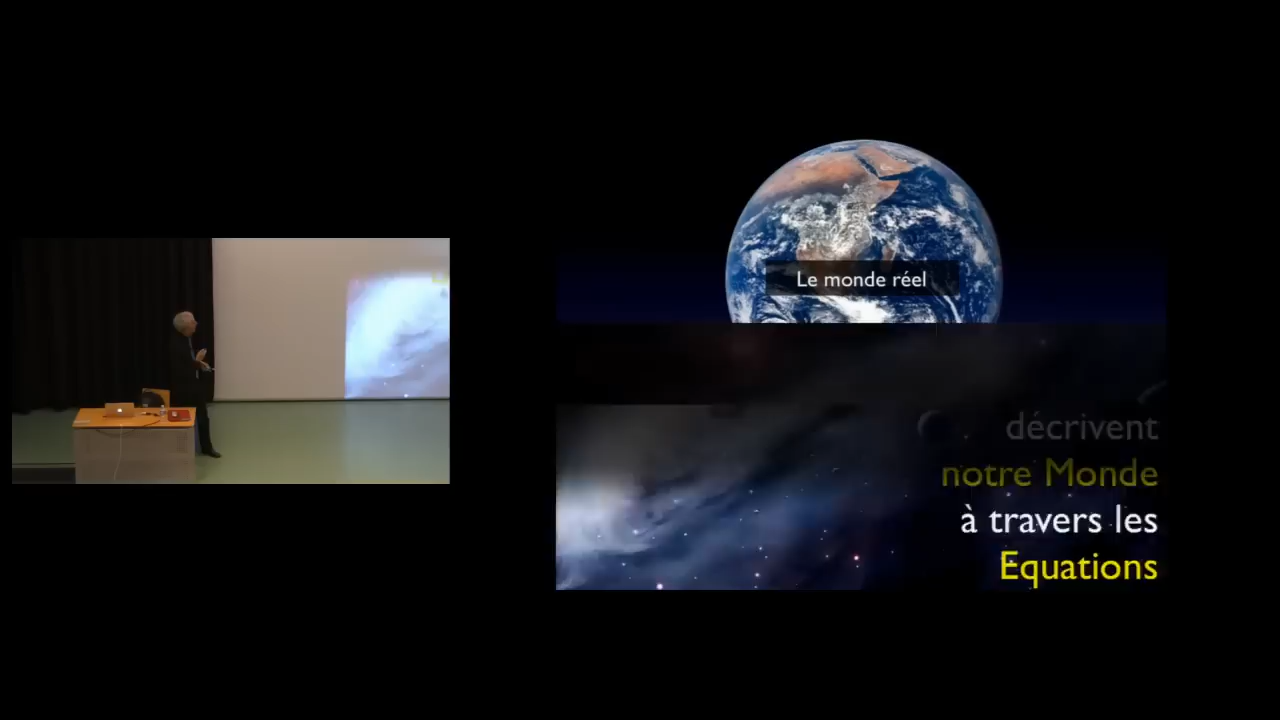 Le monde réel
décrivent
notre Monde
à travers les
Equations